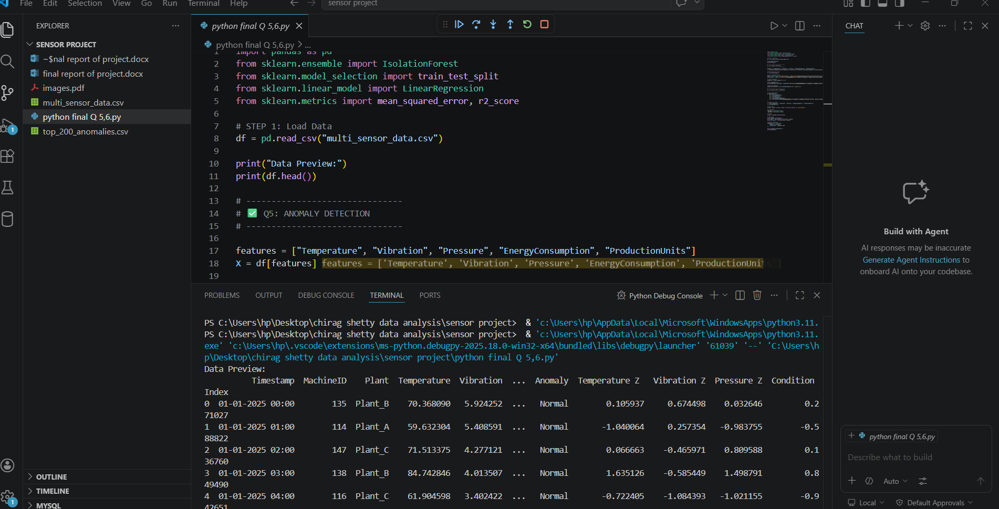 File Edit Selection View Go Run Terminal Help
sensor project
EXPLORER
SENSOR PROJECT
~$nal report of project.docx
final report of project.docx
images.pdf
multi_sensor_data.csv
python final Q 5,6.py
top_200_anomalies.csv
1
OUTLINE
TIMELINE
MYSQL
1
python final Q 5,6.py
python final Q 5,6.py > ...
1 import pandas as pd
2 from sklearn.ensemble import IsolationForest
3 from sklearn.model_selection import train_test_split
4 from sklearn.linear_model import LinearRegression
5 from sklearn.metrics import mean_squared_error, r2_score
6
7 # STEP 1: Load Data
8 df = pd.read_csv("multi_sensor_data.csv")
9
10 print("Data Preview:")
11 print(df.head())
12
13 # -------------------------------
14 # ✅ Q5: ANOMALY DETECTION
15 # -------------------------------
16
17 features = ["Temperature", "Vibration", "Pressure", "EnergyConsumption", "ProductionUnits"]
18 X = df[features] features = ['Temperature', 'Vibration', 'Pressure', 'EnergyConsumption', 'ProductionUnits']
19
PROBLEMS OUTPUT DEBUG CONSOLE TERMINAL PORTS
Python Debug Console
PS C:\Users\hp\Desktop\chirag shetty data analysis\sensor project> & 'c:\Users\hp\AppData\Local\Microsoft\WindowsApps\python3.11.
PS C:\Users\hp\Desktop\chirag shetty data analysis\sensor project> & 'c:\Users\hp\AppData\Local\Microsoft\WindowsApps\python3.11.
exe' 'c:\Users\hp\.vscode\extensions\ms-python.debugpy-2025.18.0-win32-x64\bundled\libs\debugpy\launcher' '61039' '--' 'C:\Users\h
p\Desktop\chirag shetty data analysis\sensor project\python final Q 5,6.py'
Data Preview:
Timestamp MachineID Plant Temperature Vibration ... Anomaly Temperature Z Vibration Z Pressure Z Condition
Index
0 01-01-2025 00:00 135 Plant_B 70.368090 5.924252 ... Normal 0.105937 0.674498 0.032646 0.2
71027
1 01-01-2025 01:00 114 Plant_A 59.632304 5.408591 ... Normal -1.040064 0.257354 -0.983755 -0.5
88822
2 01-01-2025 02:00 147 Plant_C 71.513375 4.277121 ... Normal 0.066663 -0.465971 0.809588 0.1
36760
3 01-01-2025 03:00 138 Plant_B 84.742846 4.013507 ... Normal 1.635126 -0.585449 1.498791 0.8
49490
4 01-01-2025 04:00 116 Plant_C 61.904598 3.402422 ... Normal -0.722405 -1.084393 -1.021155 -0.9
42651
CHAT
Build with Agent
AI responses may be inaccurate
Generate Agent Instructions to
onboard AI onto your codebase.
python final Q 5,6.py
Describe what to build
Auto
Local Default Approvals